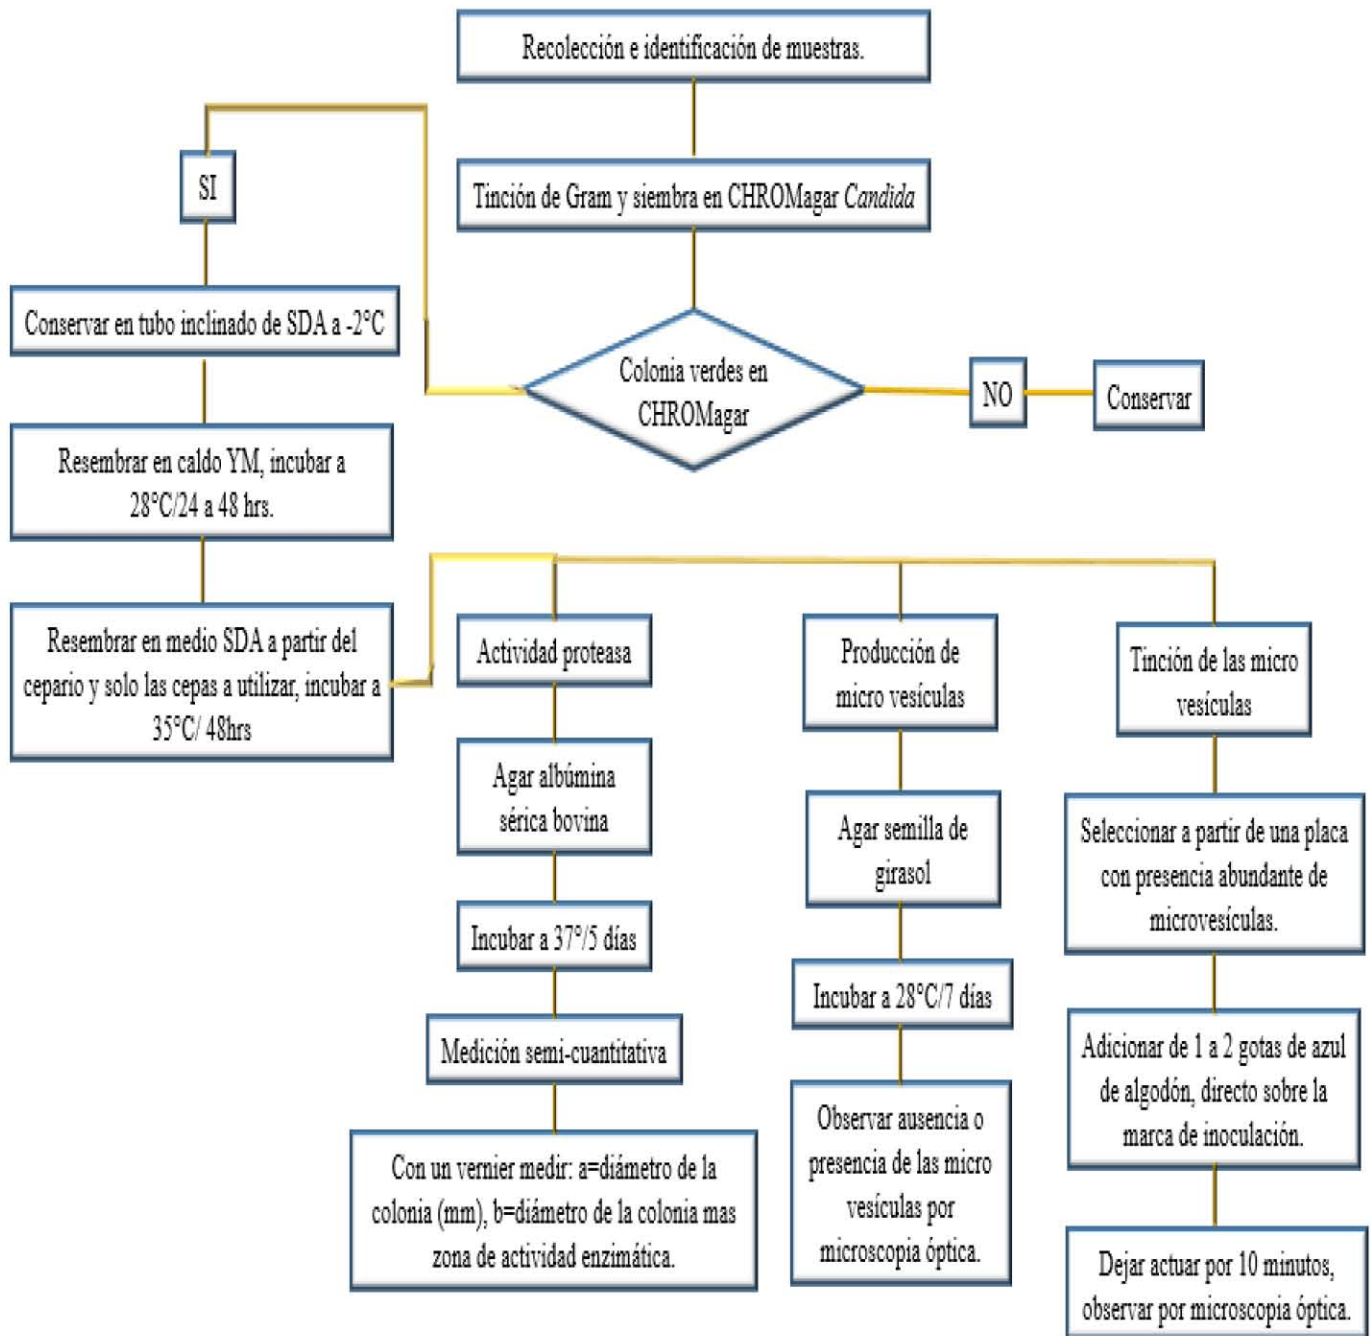 Recolección e identificación de muestras.
Tinción de Gram y siembra en CHROMagar Candida
Colonia verdes en
CHROMagar
NO
Conservar
SI
Conservar en tubo inclinado de SDA a -2°C
Resembrar en caldo YM, incubar a
28°C/24 a 48 hrs.
Resembrar en medio SDA a partir del
cepario y solo las cepas a utilizar, incubar a
35°C/ 48hrs
Actividad proteasa
Agar albúmina
sérica bovina
Incubar a 37°/5 días
Medición semi-cuantitativa
Con un vernier medir: a=diámetro de la
colonia (mm), b=diámetro de la colonia mas
zona de actividad enzimática.
Producción de
micro vesículas
Agar semilla de
girasol
Incubar a 28°C/7 días
Observar ausencia o
presencia de las micro
vesículas por
microscopia óptica.
Tinción de las micro
vesículas
Seleccionar a partir de una placa
con presencia abundante de
microvesículas.
Adicionar de 1 a 2 gotas de azul
de algodón, directo sobre la
marca de inoculación.
Dejar actuar por 10 minutos,
observar por microscopia óptica.